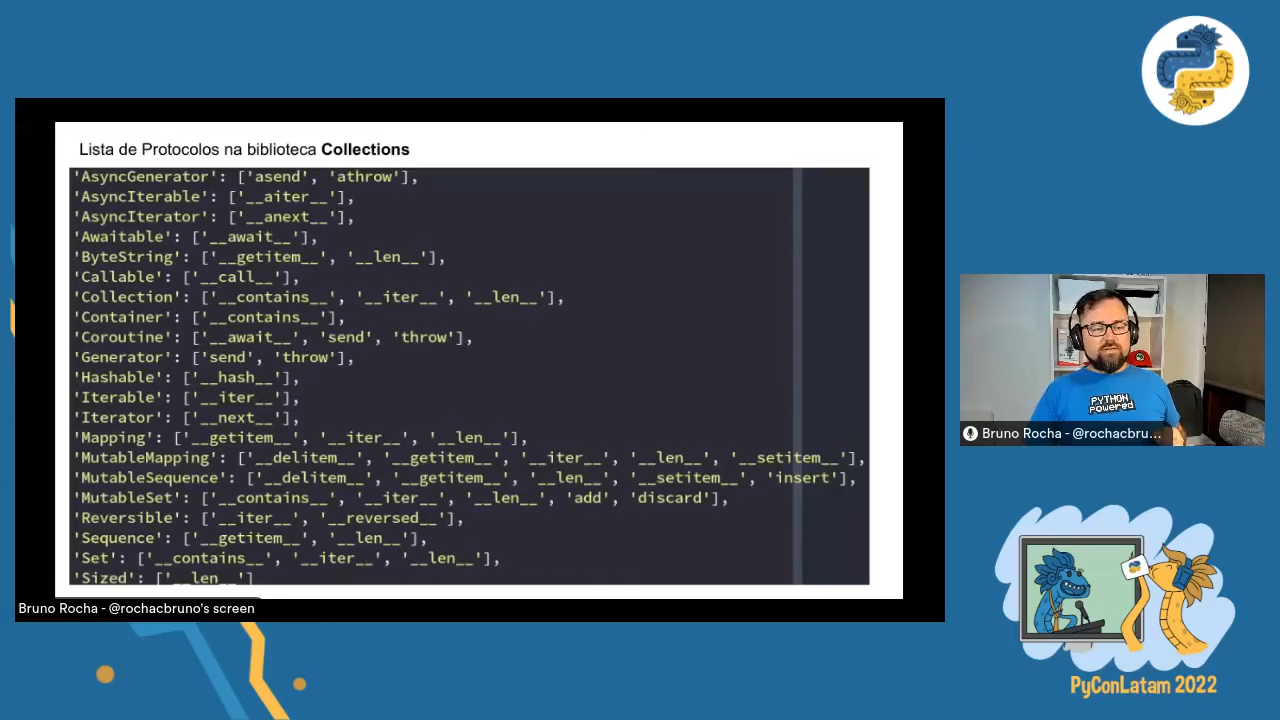 Lista de Protocolos na biblioteca Collections
'AsyncGenerator': ['asend', 'athrow'],
'AsyncIterable': ['__aiter__'],
'AsyncIterator': ['__anext__'],
'Awaitable': ['__await__'],
'ByteString': ['__getitem__', '__len__'],
'Callable': ['__call__'],
'Collection': ['__contains__', '__iter__', '__len__'],
'Container': ['__contains__'],
'Coroutine': ['__await__', 'send', 'throw'],
'Generator': ['send', 'throw'],
'Hashable': ['__hash__'],
'Iterable': ['__iter__'],
'Iterator': ['__next__'],
'Mapping': ['__getitem__', '__iter__', '__len__'],
'MutableMapping': ['__delitem__', '__getitem__', '__iter__', '__len__', '__setitem__'],
'MutableSequence': ['__delitem__', '__getitem__', '__len__', '__setitem__', 'insert'],
'MutableSet': ['__contains__', '__iter__', '__len__', 'add', 'discard'],
'Reversible': ['__iter__', '__reversed__'],
'Sequence': ['__getitem__', '__len__'],
'Set': ['__contains__', '__iter__', '__len__'],
'Sized': ['__len__']
Bruno Rocha - @rochacbruno's screen
PYTHON
Powered
Bruno Rocha - @rochacbru...
PyConLatam 2022